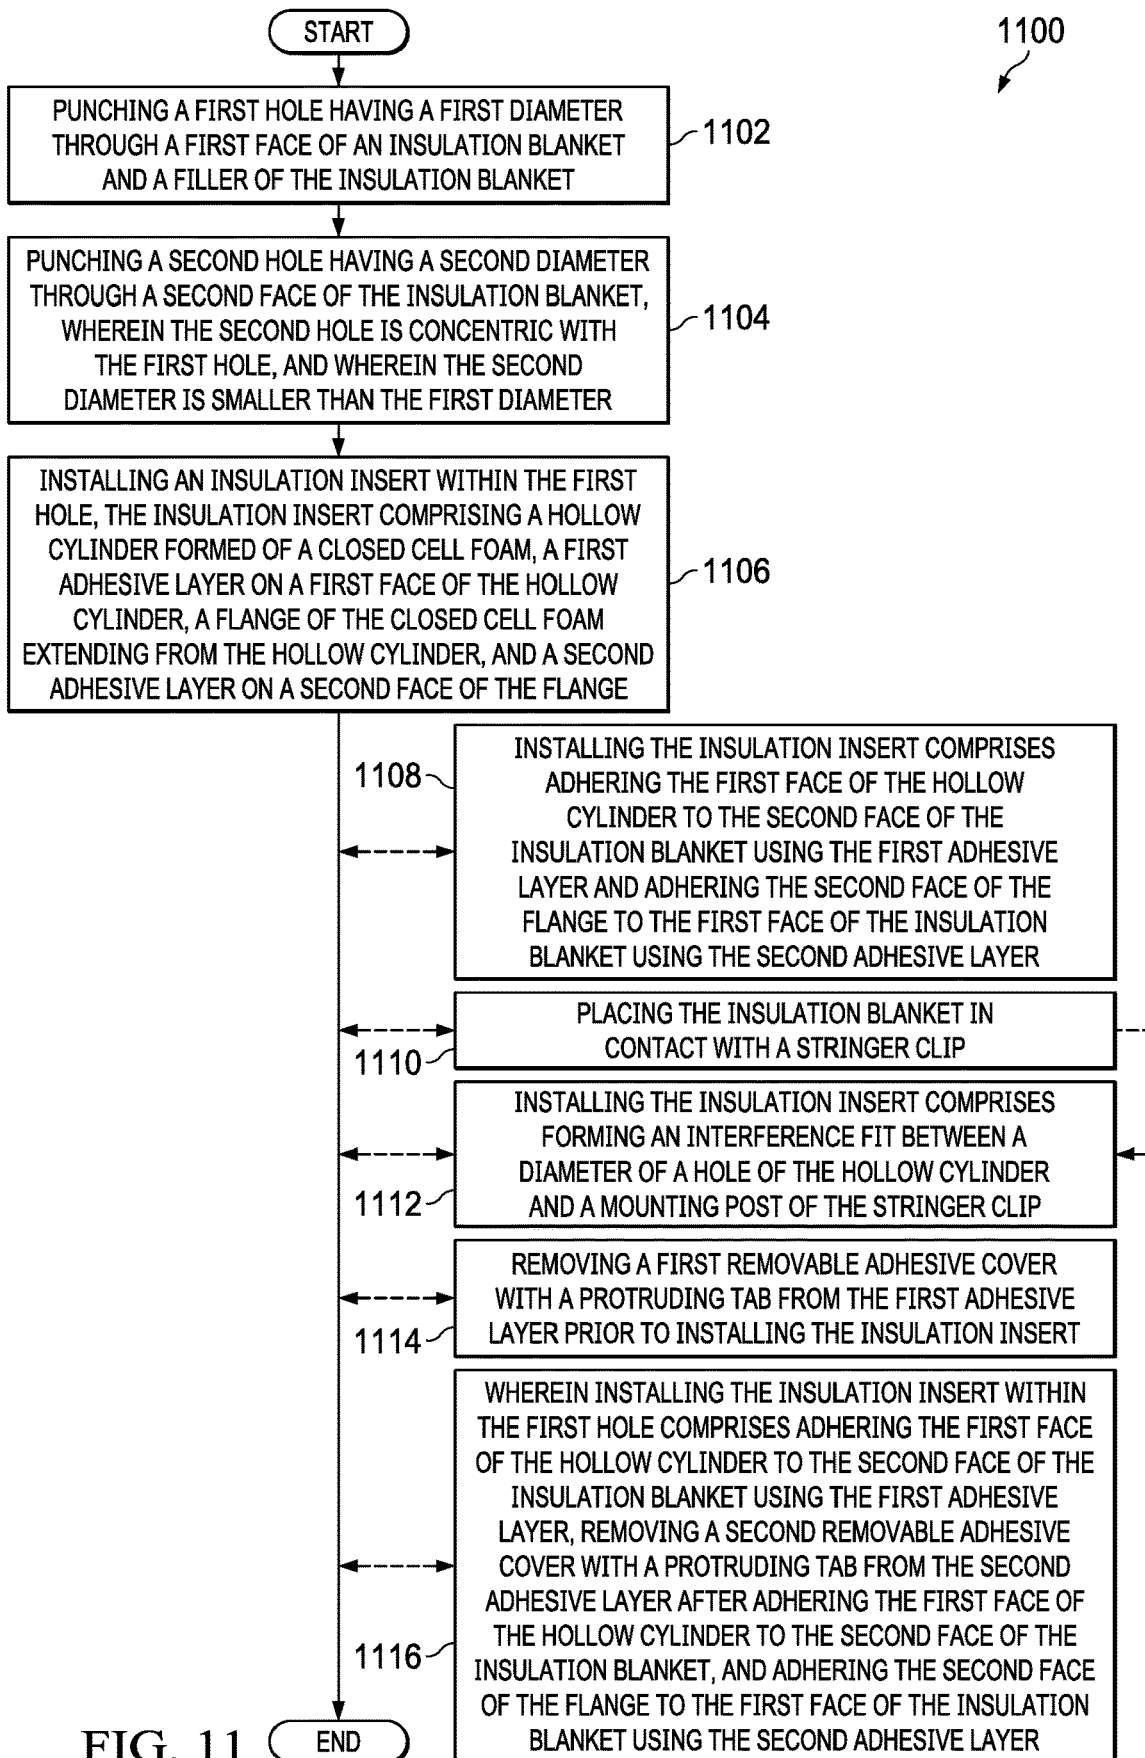 START
1100
PUNCHING A FIRST HOLE HAVING A FIRST DIAMETER
THROUGH A FIRST FACE OF AN INSULATION BLANKET
AND A FILLER OF THE INSULATION BLANKET
1102
PUNCHING A SECOND HOLE HAVING A SECOND DIAMETER
THROUGH A SECOND FACE OF THE INSULATION BLANKET,
WHEREIN THE SECOND HOLE IS CONCENTRIC WITH
THE FIRST HOLE, AND WHEREIN THE SECOND
DIAMETER IS SMALLER THAN THE FIRST DIAMETER
1104
INSTALLING AN INSULATION INSERT WITHIN THE FIRST
HOLE, THE INSULATION INSERT COMPRISING A HOLLOW
CYLINDER FORMED OF A CLOSED CELL FOAM, A FIRST
ADHESIVE LAYER ON A FIRST FACE OF THE HOLLOW
CYLINDER, A FLANGE OF THE CLOSED CELL FOAM
EXTENDING FROM THE HOLLOW CYLINDER, AND A SECOND
ADHESIVE LAYER ON A SECOND FACE OF THE FLANGE
1106
1108
INSTALLING THE INSULATION INSERT COMPRISES
ADHERING THE FIRST FACE OF THE HOLLOW
CYLINDER TO THE SECOND FACE OF THE
INSULATION BLANKET USING THE FIRST ADHESIVE
LAYER AND ADHERING THE SECOND FACE OF THE
FLANGE TO THE FIRST FACE OF THE INSULATION
BLANKET USING THE SECOND ADHESIVE LAYER
PLACING THE INSULATION BLANKET IN
CONTACT WITH A STRINGER CLIP
1110
INSTALLING THE INSULATION INSERT COMPRISES
FORMING AN INTERFERENCE FIT BETWEEN A
DIAMETER OF A HOLE OF THE HOLLOW CYLINDER
AND A MOUNTING POST OF THE STRINGER CLIP
1112
REMOVING A FIRST REMOVABLE ADHESIVE COVER
WITH A PROTRUDING TAB FROM THE FIRST ADHESIVE
LAYER PRIOR TO INSTALLING THE INSULATION INSERT
1114
WHEREIN INSTALLING THE INSULATION INSERT WITHIN
THE FIRST HOLE COMPRISES ADHERING THE FIRST FACE
OF THE HOLLOW CYLINDER TO THE SECOND FACE OF THE
INSULATION BLANKET USING THE FIRST ADHESIVE
LAYER, REMOVING A SECOND REMOVABLE ADHESIVE
COVER WITH A PROTRUDING TAB FROM THE SECOND
ADHESIVE LAYER AFTER ADHERING THE FIRST FACE OF
THE HOLLOW CYLINDER TO THE SECOND FACE OF THE
INSULATION BLANKET, AND ADHERING THE SECOND FACE
OF THE FLANGE TO THE FIRST FACE OF THE INSULATION
BLANKET USING THE SECOND ADHESIVE LAYER
1116
FIG. 11
END